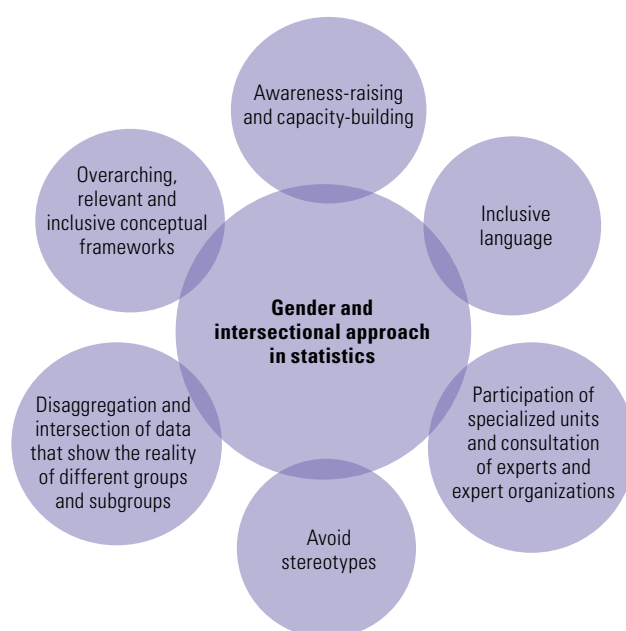 Awareness-raising
and capacity-building
Overarching,
relevant and
inclusive conceptual
frameworks
Inclusive
language
Gender and
intersectional approach
in statistics
Disaggregation and
intersection of data
that show the reality
of different groups
and subgroups
Participation of
specialized units
and consultation
of experts and
expert organizations
Avoid
stereotypes